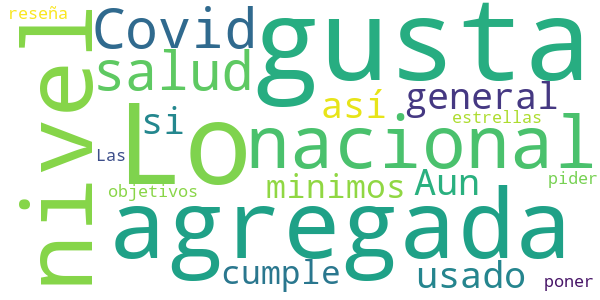 reseña
Covid
gusta
nivel
salud
general
así
si
estrellas
Lo
nacional
Las
objetivos
minimos
Aun
pider
agregada
cumple
usado
poner